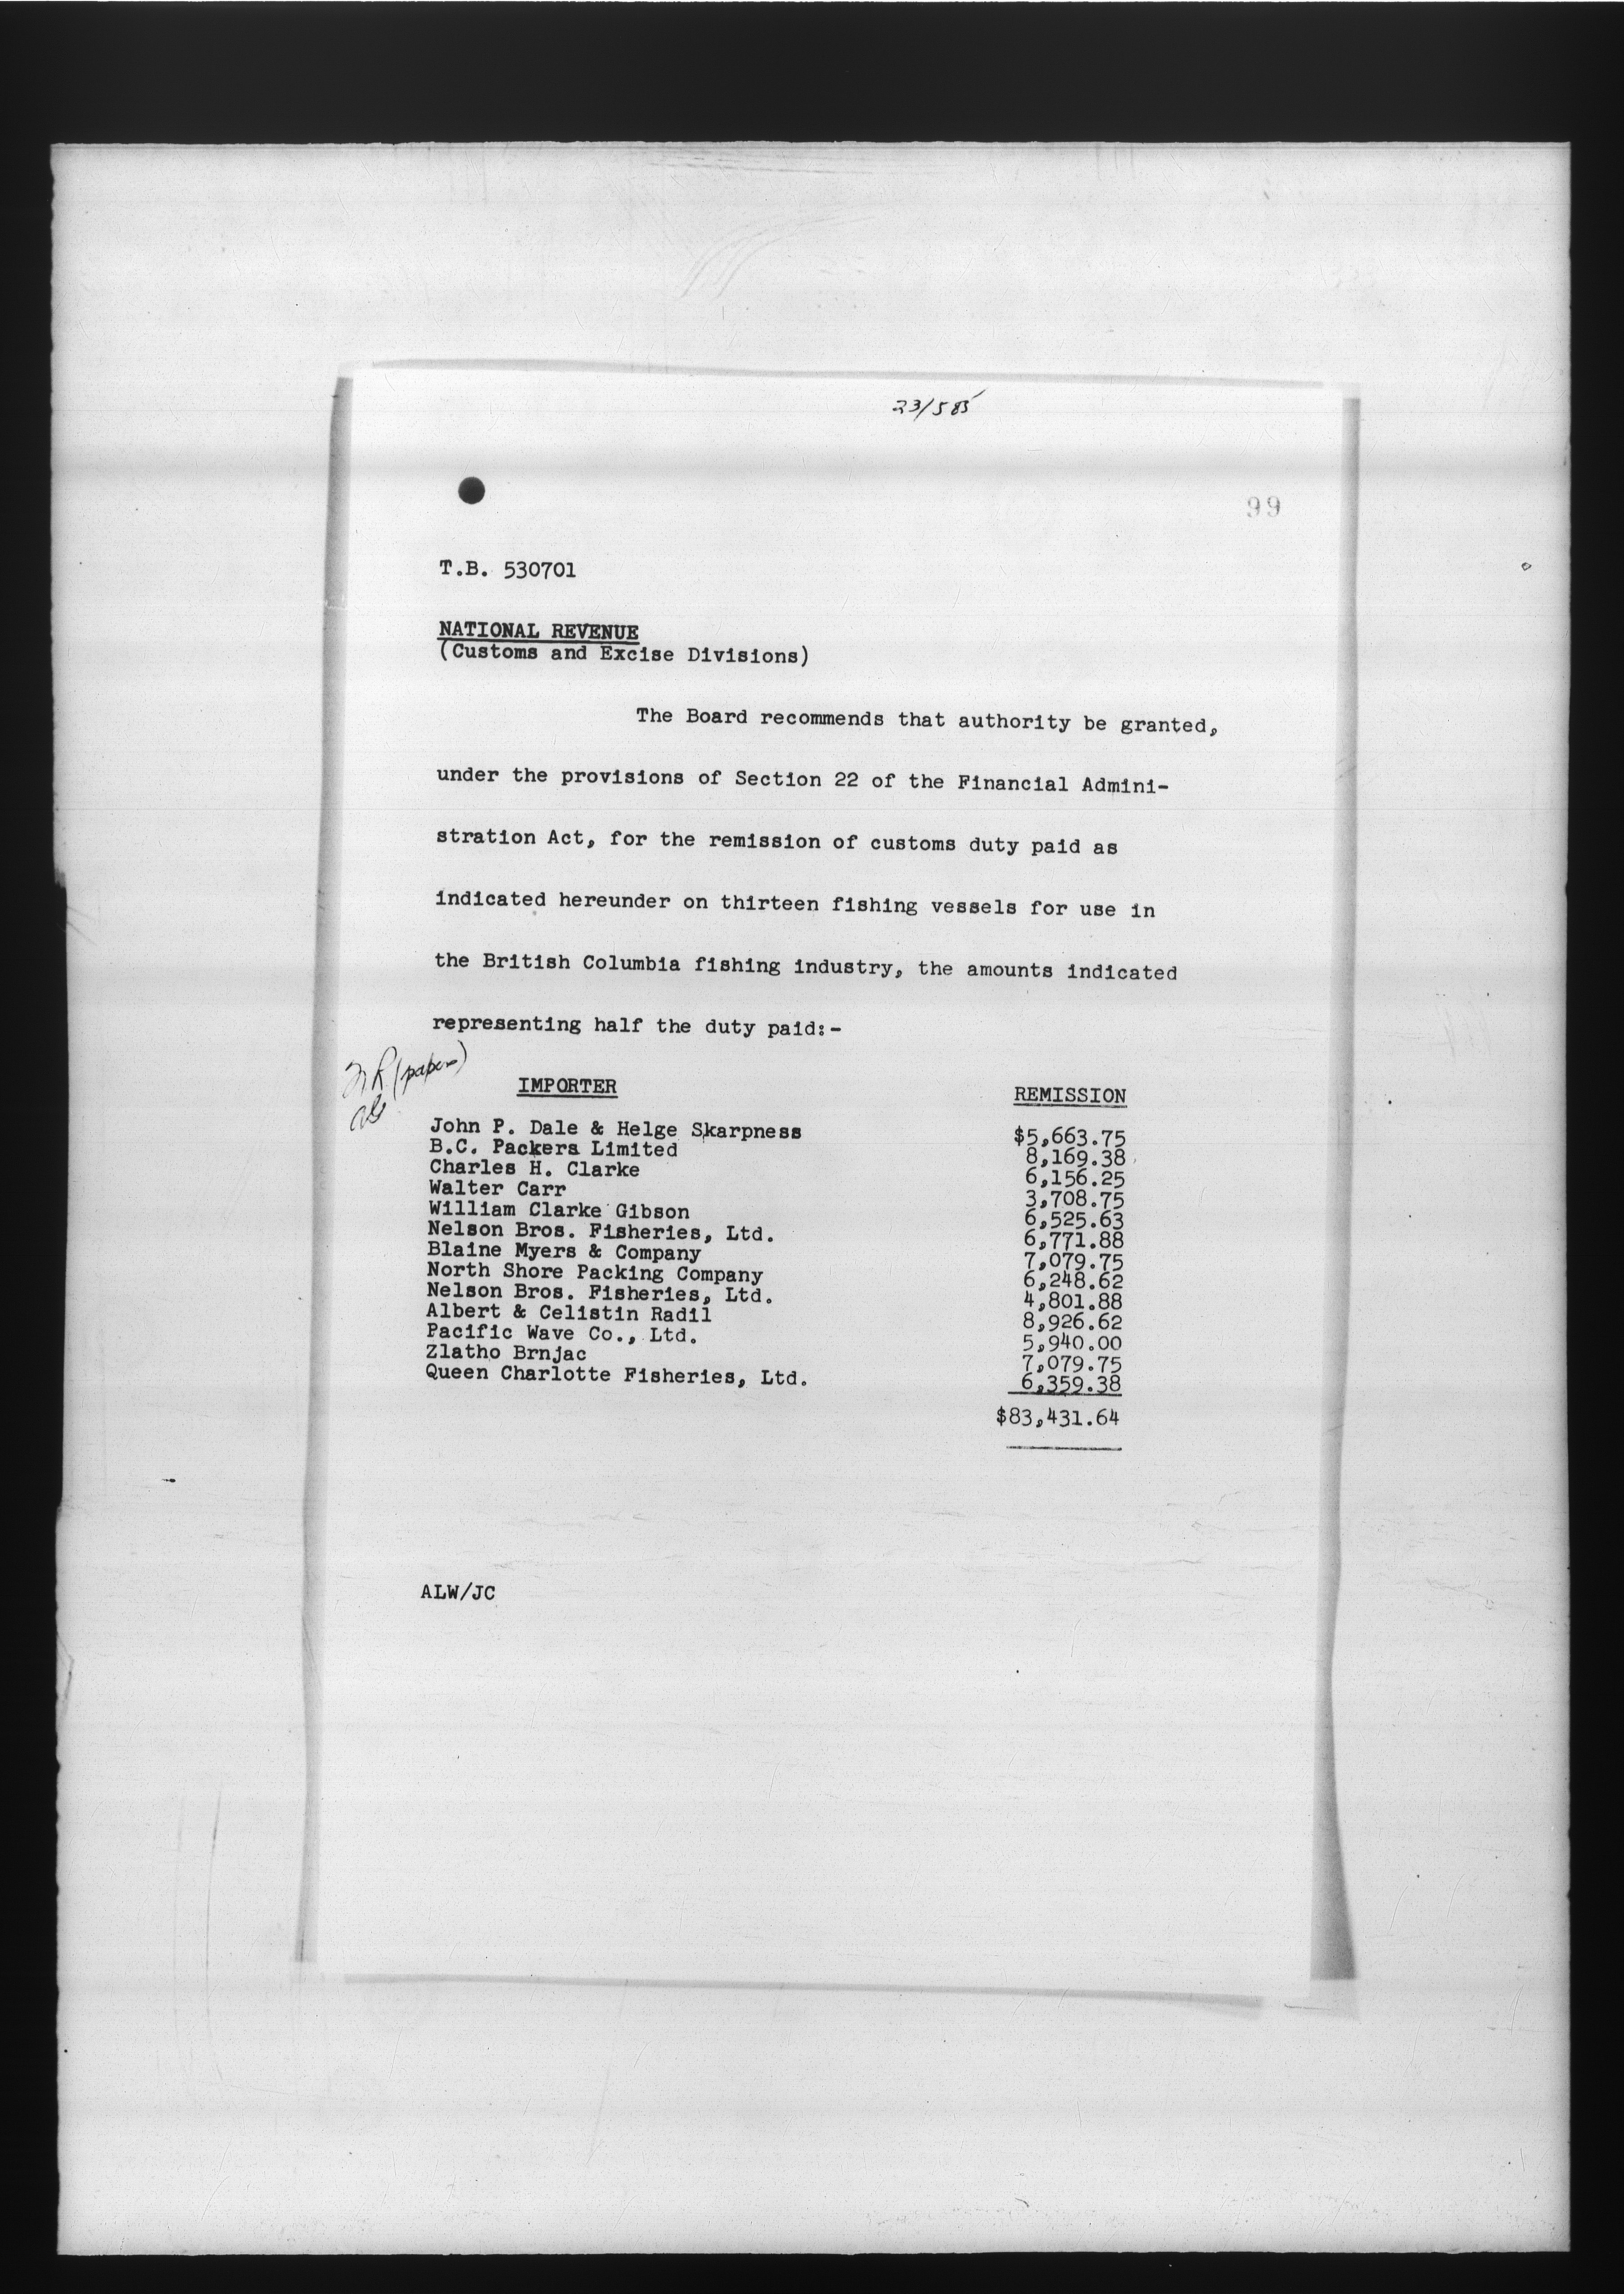 23/585
99
T.B. 530701
NATIONAL REVENUE
(Customs and Excise Divisions)
The Board recommends that authority be granted,
under the provisions of Section 22 of the Financial Admini-
stration Act, for the remission of customs duty paid as
indicated hereunder on thirteen fishing vessels for use in
the British Columbia fishing industry, the amounts indicated
representing half the duty paid:-
(papers)
IMPORTER REMISSION
John P. Dale & Helge Skarpness $5,663.75
B.C. Packers Limited 8,169.38
Charles H. Clarke 6,156.25
Walter Carr 3,708.75
William Clarke Gibson 6,525.63
Nelson Bros. Fisheries, Ltd. 6,771.88
Blaine Myers & Company 7,079.75
North Shore Packing Company 6,248.62
Nelson Bros. Fisheries, Ltd. 4,801.88
Albert & Celistin Radil 8,926.62
Pacific Wave Co., Ltd. 5,940.00
Zlatho Brnjac 7,079.75
Queen Charlotte Fisheries, Ltd. 6,359.38
$83,431.64
ALW/JC